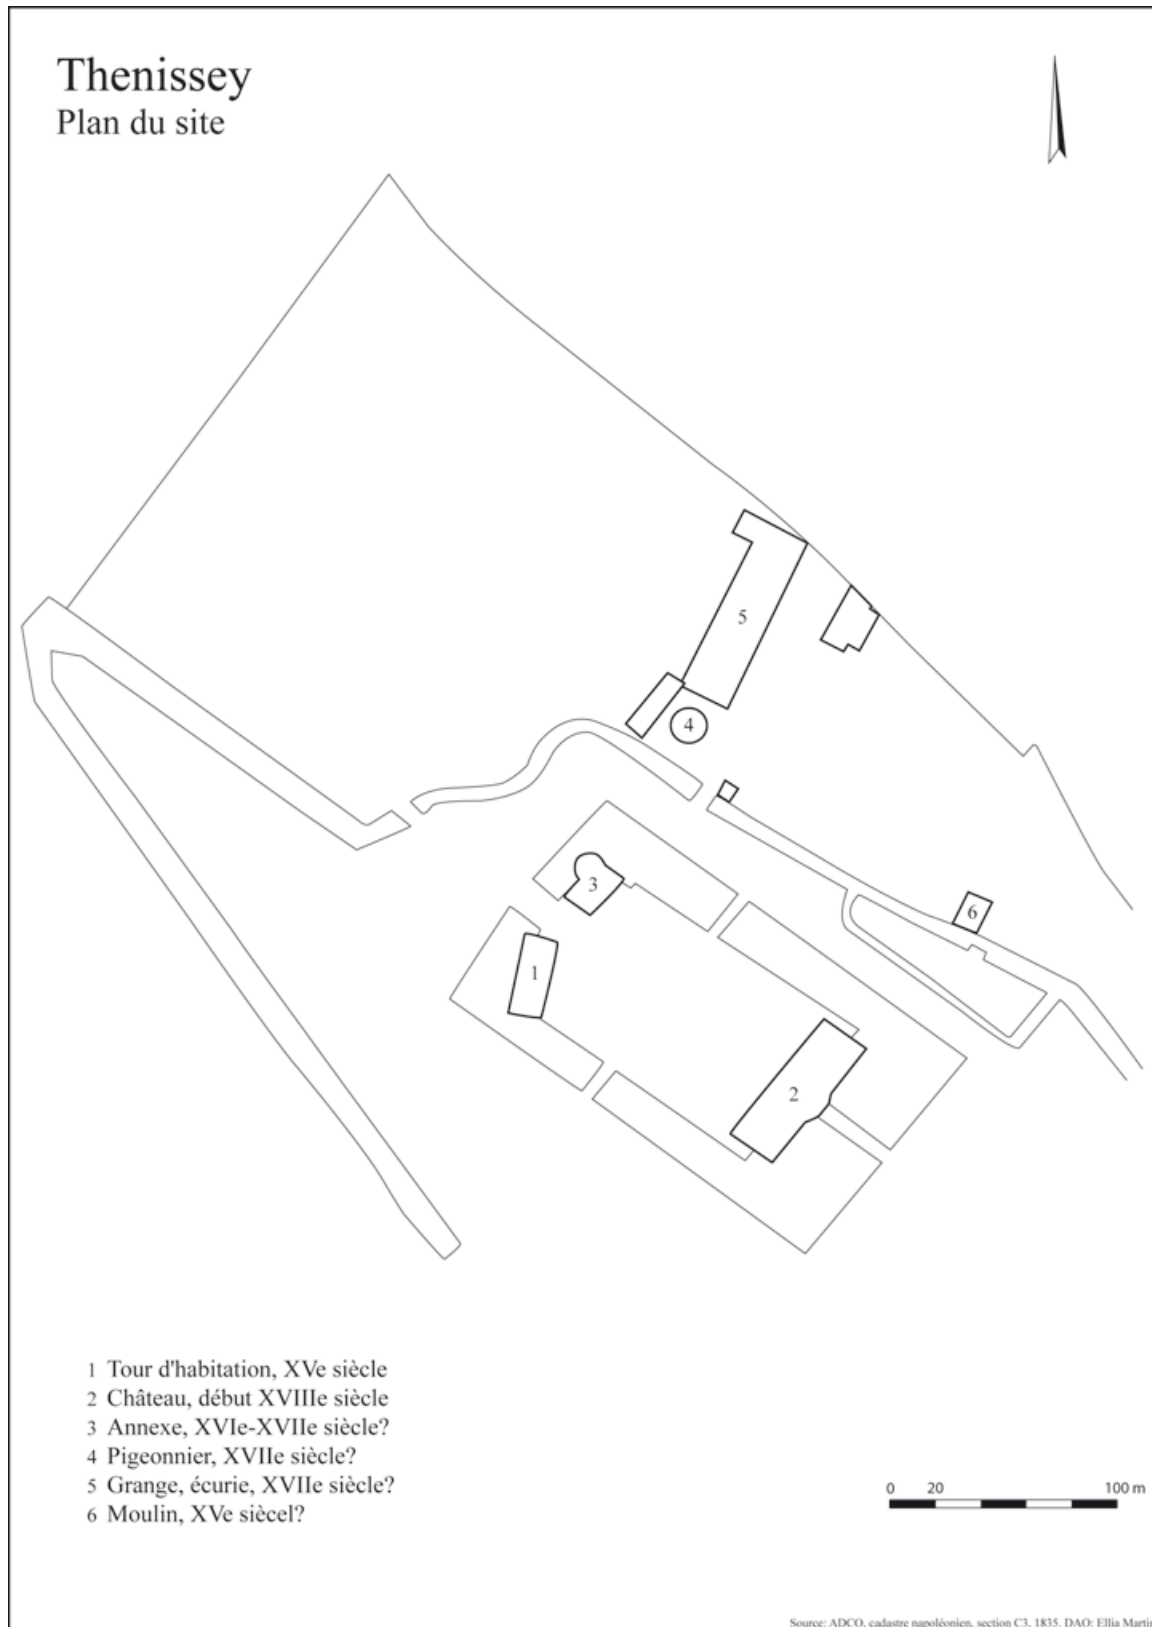 Thenissey
Plan du site
5
4
3
6
1
2
1 Tour d'habitation, XVe siècle
2 Château, début XVIIIe siècle
3 Annexe, XVIe-XVIIe siècle?
4 Pigeonnier, XVIIe siècle?
5 Grange, écurie, XVIIe siècle?
6 Moulin, XVe siècel?
0 20 100 m
Source: ADCO, cadastre napoléonien, section C3, 1835. DAO: Ellia Martin